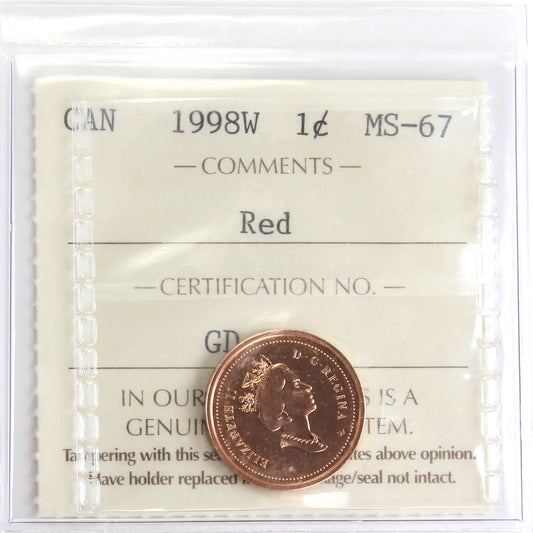 CAN 1998W 1¢ MS-67
— COMMENTS —
Red
— CERTIFICATION NO. —
GD
IN OUR IS A
GENUI TEM.
Tampering with this se tes above opinion.
Have holder replaced i age/seal not intact.
ELIZABETH II D·G·REGINA